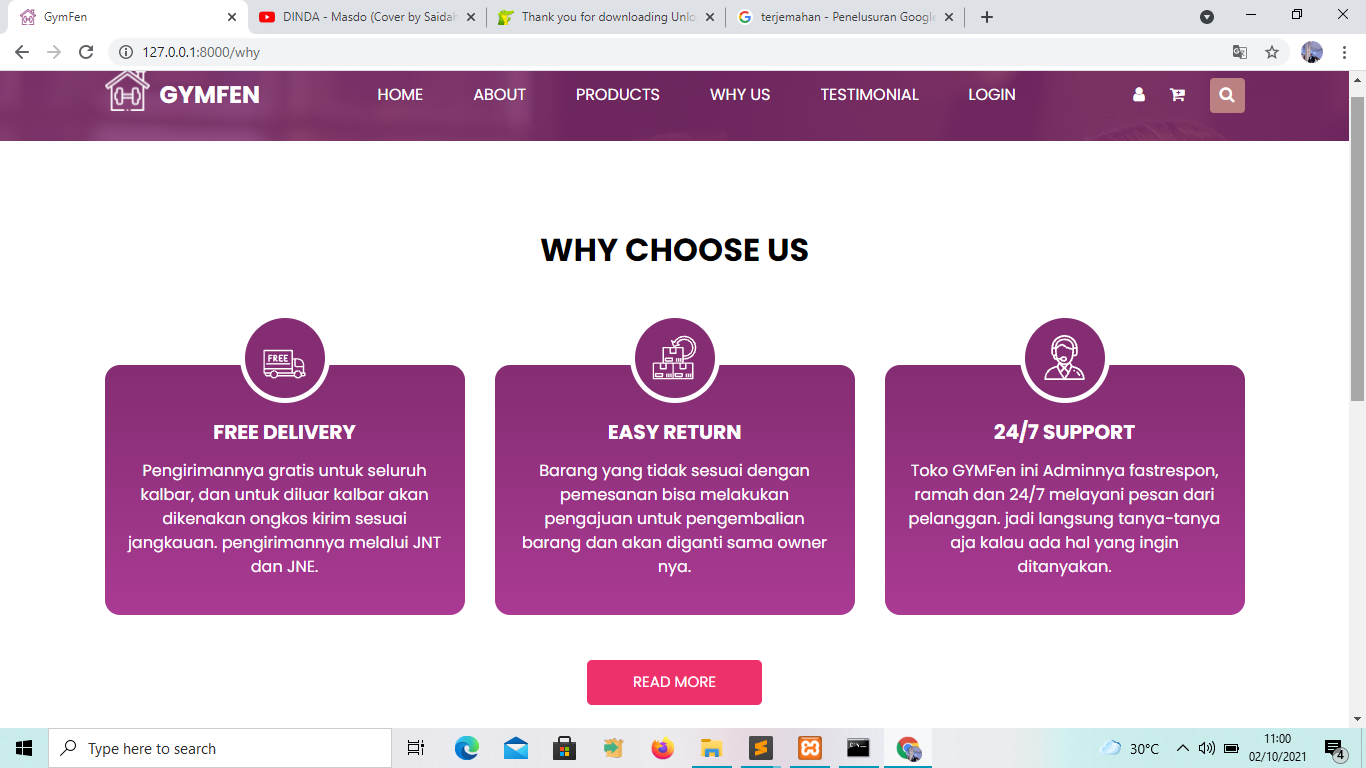 GymFen
DINDA - Masdo (Cover by Saidah
Thank you for downloading Unlo
terjemahan - Penelusuran Google
127.0.0.1:8000/why
GYMFEN
HOME
ABOUT
PRODUCTS
WHY US
TESTIMONIAL
LOGIN
WHY CHOOSE US
FREE
FREE DELIVERY
Pengirimannya gratis untuk seluruh
kalbar, dan untuk diluar kalbar akan
dikenakan ongkos kirim sesuai
jangkauan. pengirimannya melalui JNT
dan JNE.
EASY RETURN
Barang yang tidak sesuai dengan
pemesanan bisa melakukan
pengajuan untuk pengembalian
barang dan akan diganti sama owner
nya.
24/7 SUPPORT
Toko GYMFen ini Adminnya fastrespon,
ramah dan 24/7 melayani pesan dari
pelanggan. jadi langsung tanya-tanya
aja kalau ada hal yang ingin
ditanyakan.
READ MORE
Type here to search
30°C
11:00
02/10/2021
4